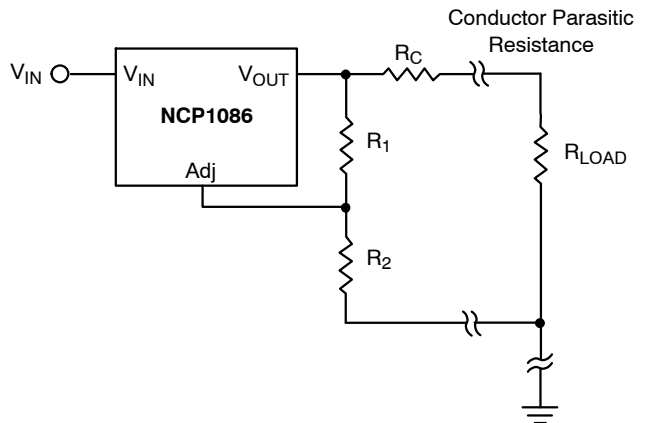 Conductor Parasitic
Resistance
R_C
V_IN
V_IN
V_OUT
NCP1086
Adj
R_1
R_LOAD
R_2